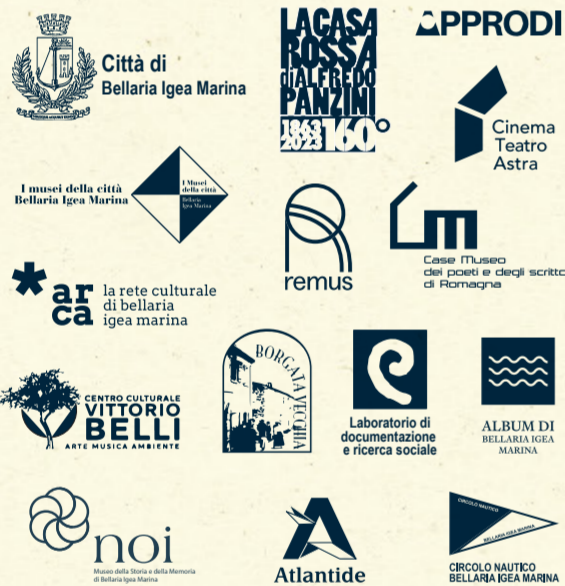 Città di
Bellaria Igea Marina
LA CASA
ROSSA
di ALFREDO
PANZINI
1863
2023 160°
APPRODI
Cinema
Teatro
Astra
I musei della città
Bellaria Igea Marina
I Musei
della città
Bellaria
Igea Marina
remus
Case Museo
dei poeti e degli scritto
di Romagna
*ar
ca
la rete culturale
di bellaria
igea marina
CENTRO CULTURALE
VITTORIO
BELLI
ARTE MUSICA AMBIENTE
BORGATA VECCHIA
Laboratorio di
documentazione
e ricerca sociale
ALBUM DI
BELLARIA IGEA
MARINA
noi
Museo della Storia e della Memoria
di Bellaria Igea Marina
Atlantide
CIRCOLO NAUTICO
BELLARIA IGEA MARINA
CIRCOLO NAUTICO
BELLARIA IGEA MARINA